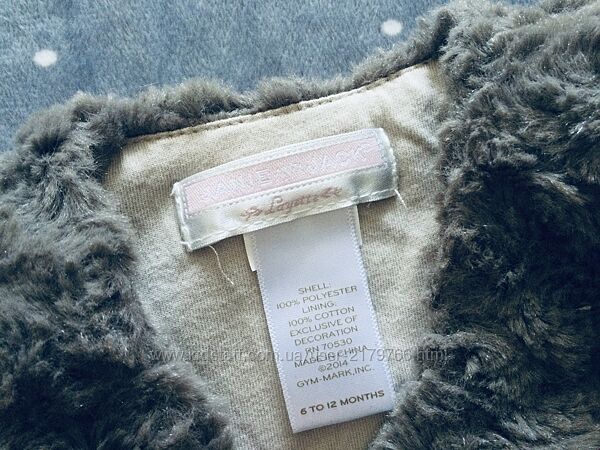 JANIE AND JACK
Layette
SHELL:
100% POLYESTER
LINING:
100% COTTON
EXCLUSIVE OF
DECORATION
RN 70530
MADE IN CHINA
©2014
GYM-MARK, INC.
6 TO 12 MONTHS